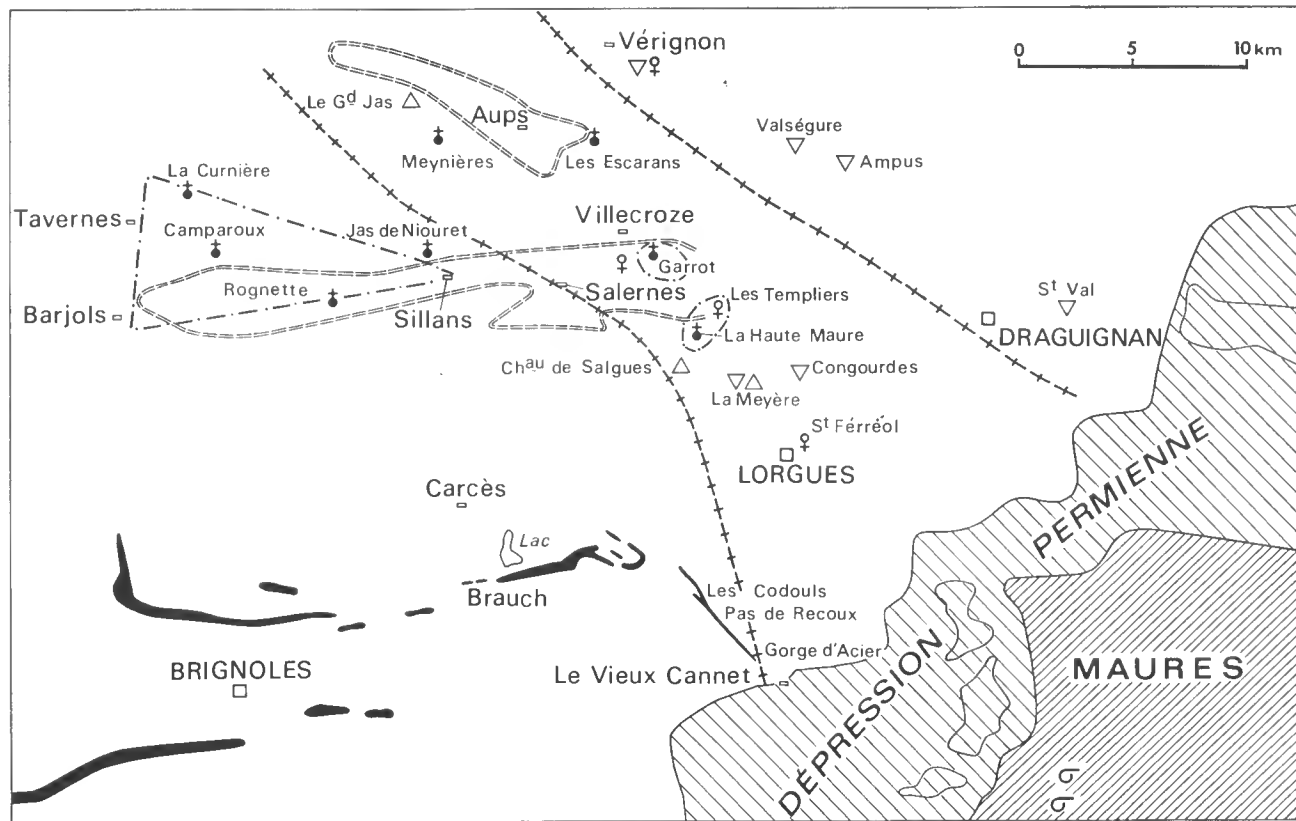 Vérignon
0 5 10 km
Le Gd Jas
Aups
Valségure
Ampus
Meynières
Les Escarans
La Curnière
Tavernes
Camparoux
Jas de Niouret
Villecroze
Garrot
Rognette
Barjols
Sillans
Salernes
Les Templiers
St Val
DRAGUIGNAN
La Haute Maure
Chau de Salgues
Congourdes
La Meyère
St Férréol
LORGUES
Carcès
Lac
Brauch
Les Codouls
Pas de Recoux
Gorge d'Acier
BRIGNOLES
Le Vieux Cannet
DÉPRESSION
PERMIENNE
MAURES